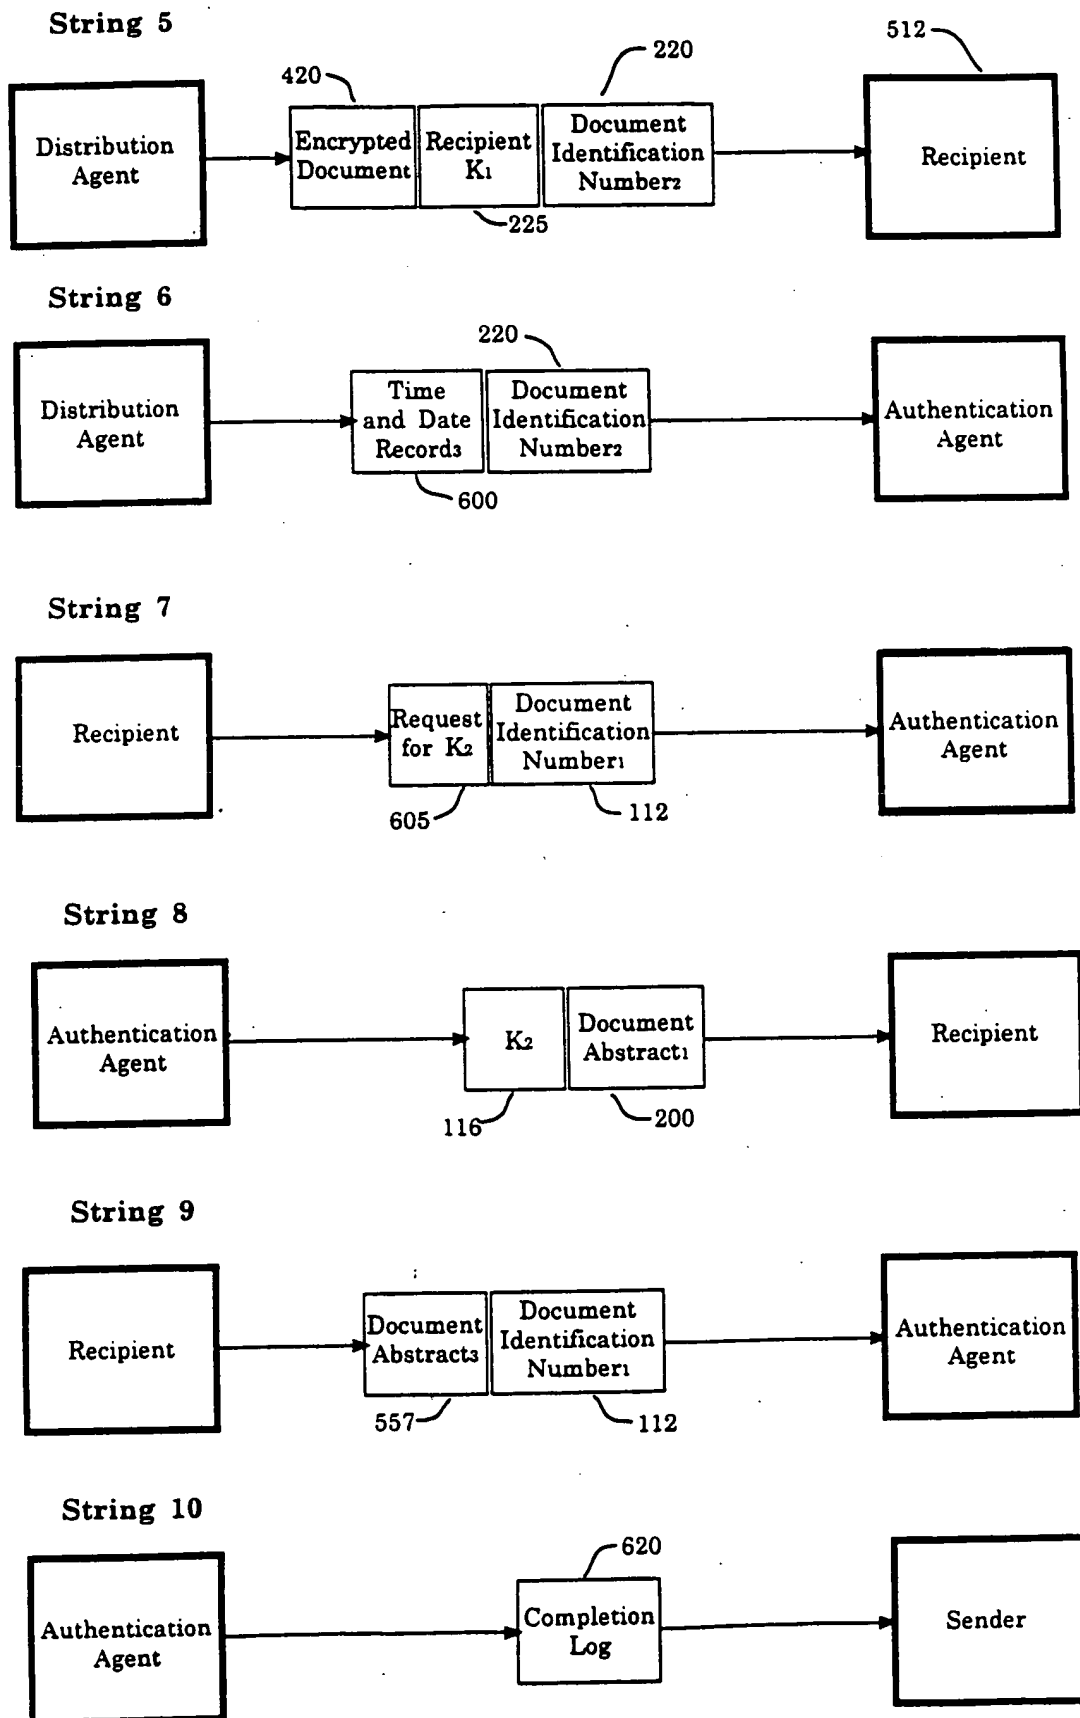 String 5
512
220
420
Distribution
Agent
Encrypted
Document
Recipient
K₁
Document
Identification
Number₂
Recipient
225
String 6
220
Distribution
Agent
Time
and Date
Record₃
Document
Identification
Number₂
Authentication
Agent
600
String 7
Recipient
Request
for K₂
Document
Identification
Number₁
Authentication
Agent
605
112
String 8
Authentication
Agent
K₂
Document
Abstract₁
Recipient
116
200
String 9
Recipient
Document
Abstract₃
Document
Identification
Number₁
Authentication
Agent
557
112
String 10
620
Authentication
Agent
Completion
Log
Sender